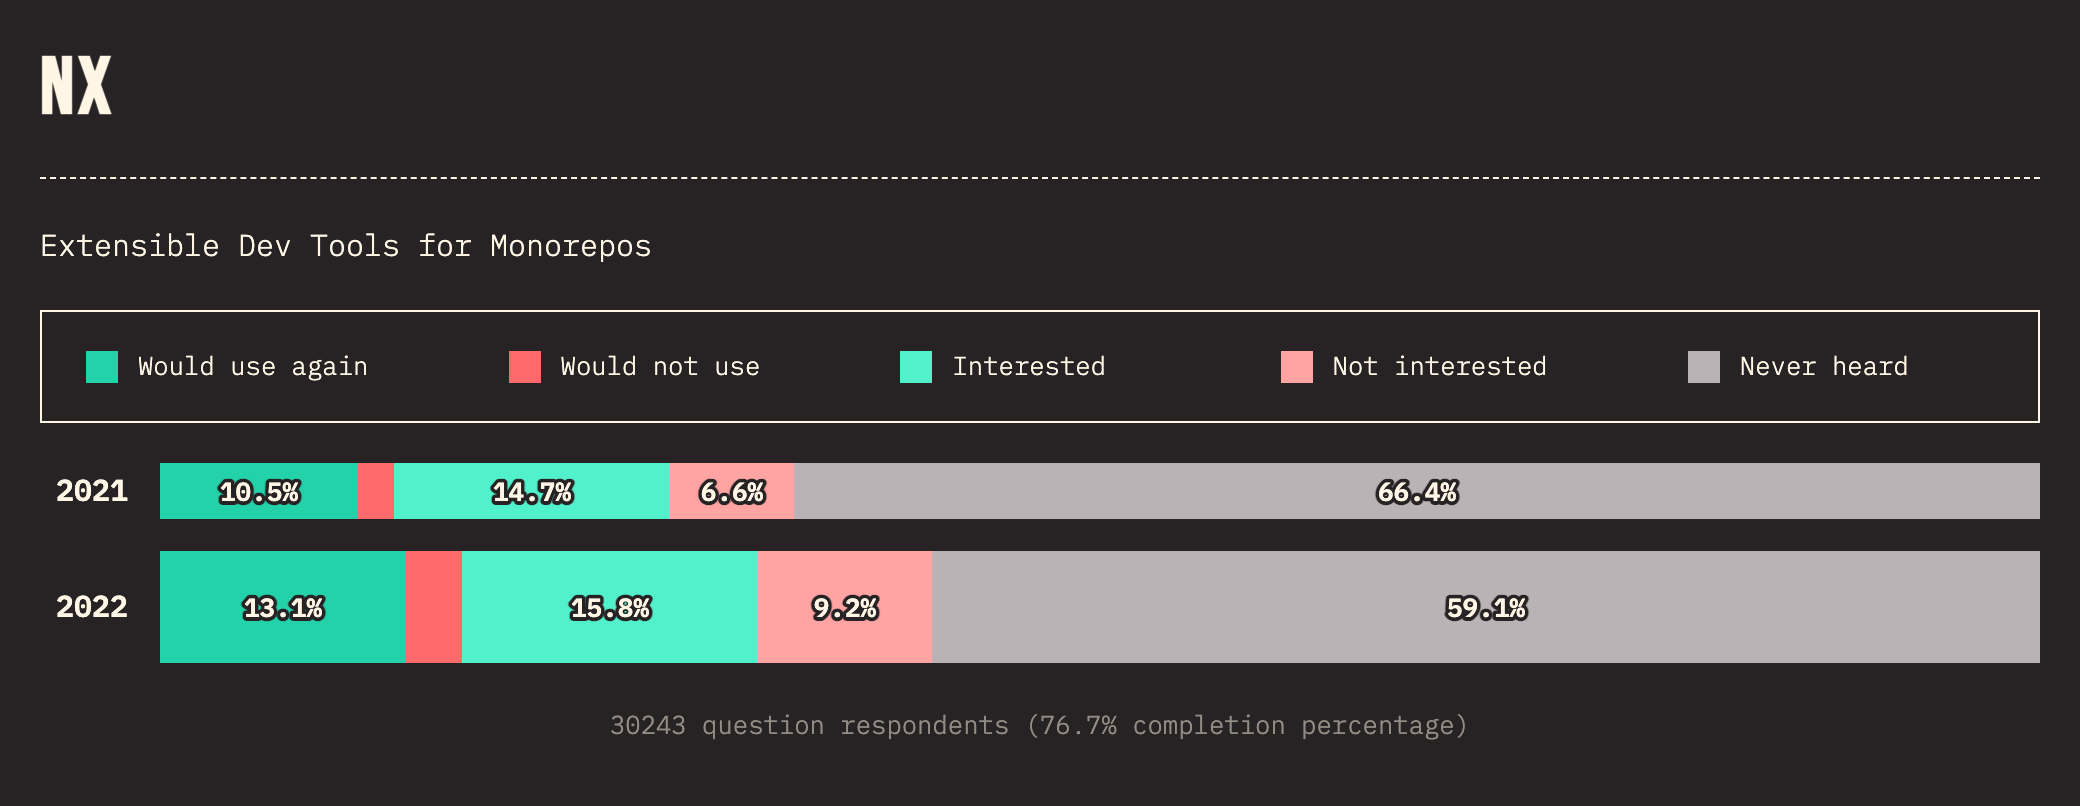 NX
Extensible Dev Tools for Monorepos
Would use again Would not use Interested Not interested Never heard
2021 10.5% 14.7% 6.6% 66.4%
2022 13.1% 15.8% 9.2% 59.1%
30243 question respondents (76.7% completion percentage)